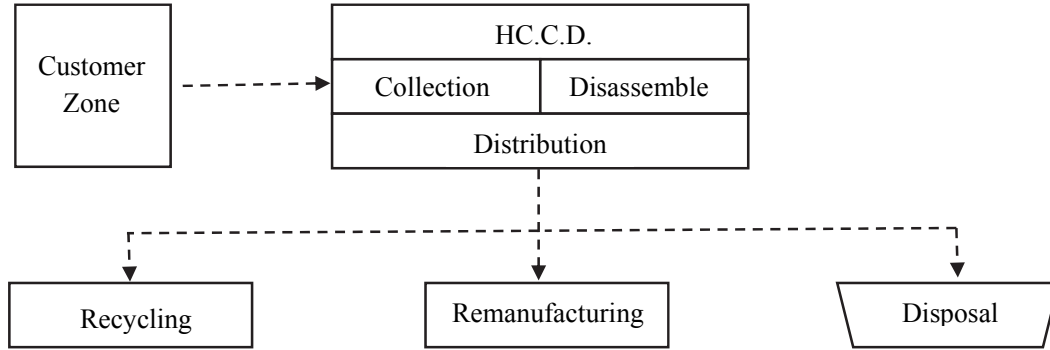 HC.C.D.
Customer
Zone
Collection
Disassemble
Distribution
Recycling
Remanufacturing
Disposal